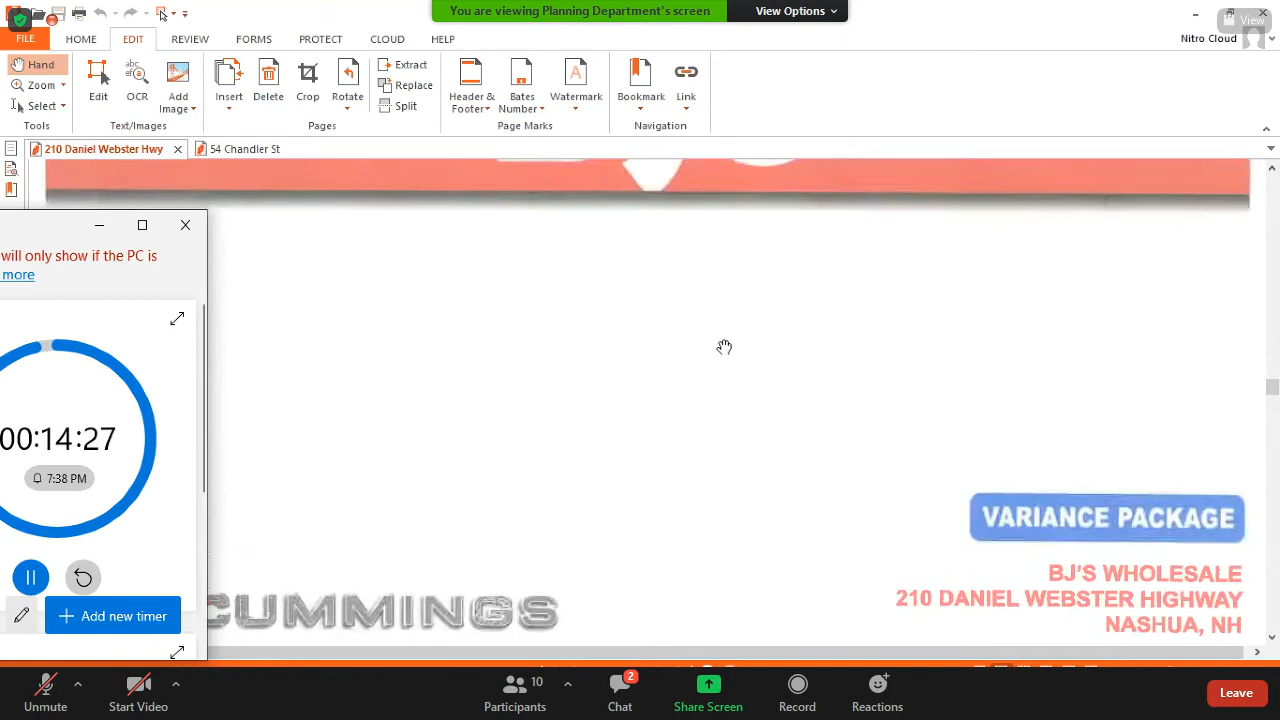 You are viewing Planning Department's screen
View Options
View
FILE
HOME
EDIT
REVIEW
FORMS
PROTECT
CLOUD
HELP
Nitro Cloud
Hand
Zoom
Select
Tools
Edit
OCR
Add Image
Text/Images
Insert
Delete
Crop
Rotate
Extract
Replace
Split
Pages
Header & Footer
Bates Number
Watermark
Page Marks
Bookmark
Link
Navigation
210 Daniel Webster Hwy
54 Chandler St
will only show if the PC is
more
00:14:27
7:38 PM
Add new timer
VARIANCE PACKAGE
BJ'S WHOLESALE
210 DANIEL WEBSTER HIGHWAY
NASHUA, NH
CUMMINGS
Unmute
Start Video
10
Participants
2
Chat
Share Screen
Record
Reactions
Leave